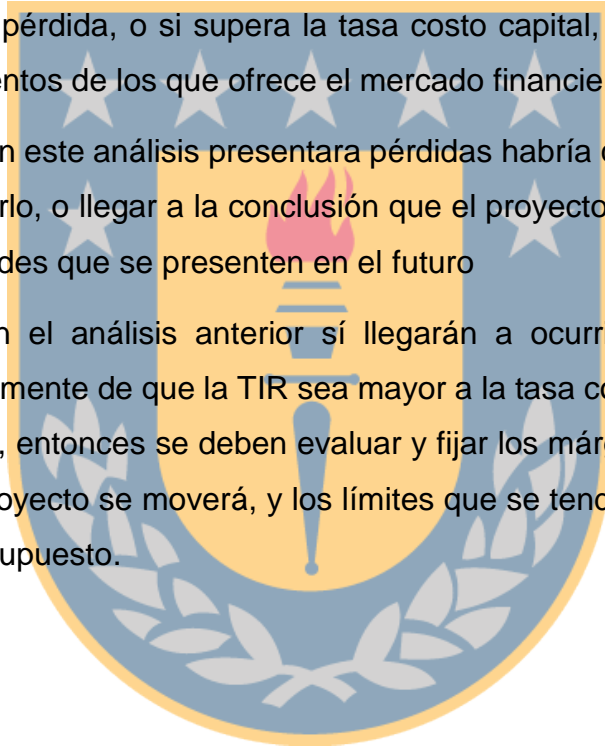 pérdida, o si supera la tasa costo capital,
entos de los que ofrece el mercado financie
n este análisis presentara pérdidas habría
rlo, o llegar a la conclusión que el proyecto
des que se presenten en el futuro
n el análisis anterior sí llegarán a ocurr
mente de que la TIR sea mayor a la tasa co
, entonces se deben evaluar y fijar los márg
royecto se moverá, y los límites que se tend
upuesto.